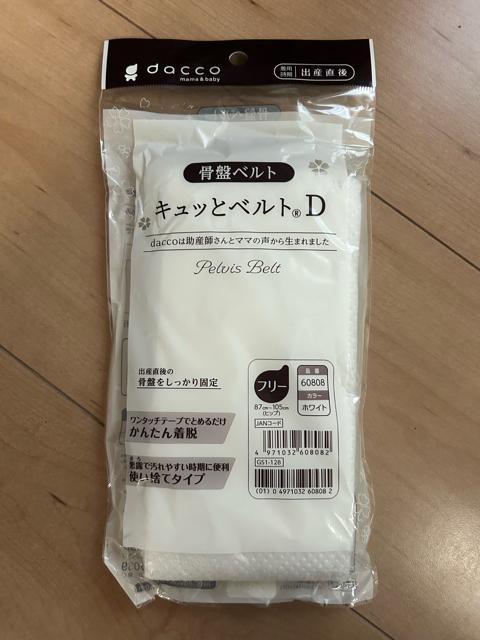 dacco
mama & baby
着用時期 出産直後
骨盤ベルト
キュッとベルト® D
daccoは助産師さんとママの声から生まれました
Pelvis Belt
出産直後の
骨盤をしっかり固定
ワンタッチテープでとめるだけ
かんたん着脱
悪露で汚れやすい時期に便利
おろ
使い捨てタイプ
フリー
87cm~105cm
(ヒップ)
品番
60808
カラー
ホワイト
JANコード
4 971032 608082
GS1-128
(01) 0 4971032 60808 2